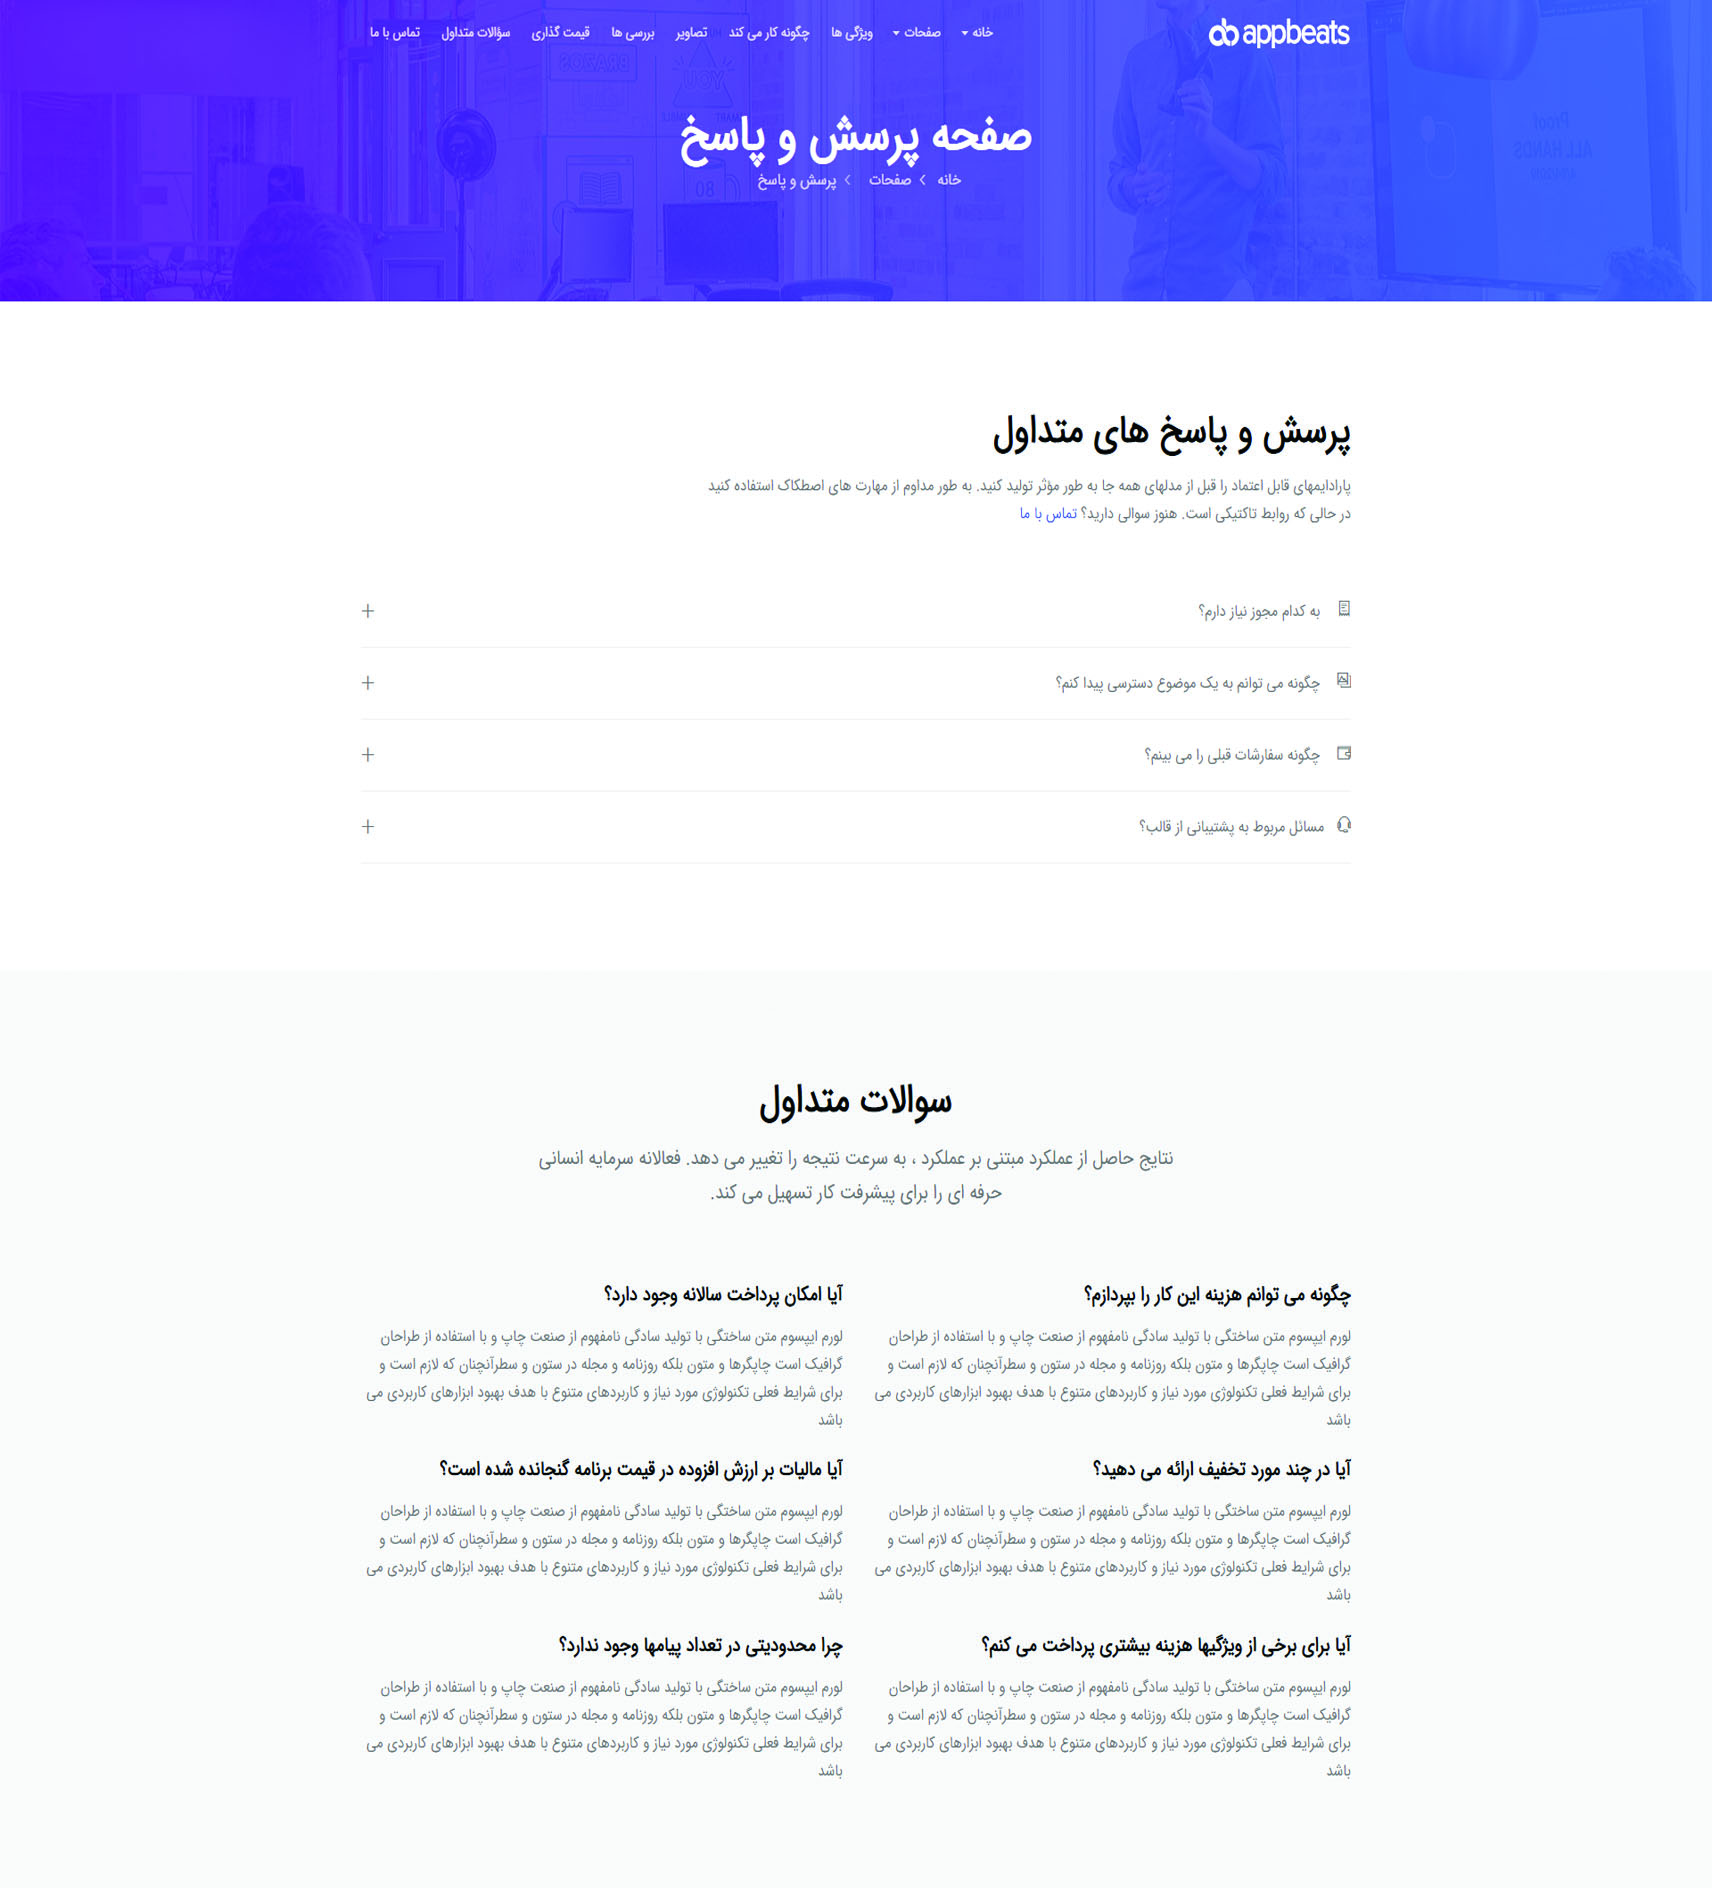 appbeats
خانه
صفحات
ویژگی ها
چگونه کار می کند
تصاویر
بررسی ها
قیمت گذاری
سؤالات متداول
تماس با ما
صفحه پرسش و پاسخ
خانه
صفحات
پرسش و پاسخ
BRAZOS
YOU
80
Proof
ALL HANDS
پرسش و پاسخ های متداول
پارادایمهای قابل اعتماد را قبل از مدلهای همه جا به طور مؤثر تولید کنید. به طور مداوم از مهارت های اصطکاک استفاده کنید
در حالی که روابط تاکتیکی است. هنوز سوالی دارید؟ تماس با ما
به کدام مجوز نیاز دارم؟
چگونه می توانم به یک موضوع دسترسی پیدا کنم؟
چگونه سفارشات قبلی را می بینم؟
مسائل مربوط به پشتیبانی از قالب؟
سوالات متداول
نتایج حاصل از عملکرد مبتنی بر عملکرد ، به سرعت نتیجه را تغییر می دهد. فعالانه سرمایه انسانی
حرفه ای را برای پیشرفت کار تسهیل می کند.
چگونه می توانم هزینه این کار را بپردازم؟
لورم ایپسوم متن ساختگی با تولید سادگی نامفهوم از صنعت چاپ و با استفاده از طراحان
گرافیک است چاپگرها و متون بلکه روزنامه و مجله در ستون و سطرآنچنان که لازم است و
برای شرایط فعلی تکنولوژی مورد نیاز و کاربردهای متنوع با هدف بهبود ابزارهای کاربردی می
باشد
آیا امکان پرداخت سالانه وجود دارد؟
لورم ایپسوم متن ساختگی با تولید سادگی نامفهوم از صنعت چاپ و با استفاده از طراحان
گرافیک است چاپگرها و متون بلکه روزنامه و مجله در ستون و سطرآنچنان که لازم است و
برای شرایط فعلی تکنولوژی مورد نیاز و کاربردهای متنوع با هدف بهبود ابزارهای کاربردی می
باشد
آیا در چند مورد تخفیف ارائه می دهید؟
لورم ایپسوم متن ساختگی با تولید سادگی نامفهوم از صنعت چاپ و با استفاده از طراحان
گرافیک است چاپگرها و متون بلکه روزنامه و مجله در ستون و سطرآنچنان که لازم است و
برای شرایط فعلی تکنولوژی مورد نیاز و کاربردهای متنوع با هدف بهبود ابزارهای کاربردی می
باشد
آیا مالیات بر ارزش افزوده در قیمت برنامه گنجانده شده است؟
لورم ایپسوم متن ساختگی با تولید سادگی نامفهوم از صنعت چاپ و با استفاده از طراحان
گرافیک است چاپگرها و متون بلکه روزنامه و مجله در ستون و سطرآنچنان که لازم است و
برای شرایط فعلی تکنولوژی مورد نیاز و کاربردهای متنوع با هدف بهبود ابزارهای کاربردی می
باشد
آیا برای برخی از ویژگیها هزینه بیشتری پرداخت می کنم؟
لورم ایپسوم متن ساختگی با تولید سادگی نامفهوم از صنعت چاپ و با استفاده از طراحان
گرافیک است چاپگرها و متون بلکه روزنامه و مجله در ستون و سطرآنچنان که لازم است و
برای شرایط فعلی تکنولوژی مورد نیاز و کاربردهای متنوع با هدف بهبود ابزارهای کاربردی می
باشد
چرا محدودیتی در تعداد پیامها وجود ندارد؟
لورم ایپسوم متن ساختگی با تولید سادگی نامفهوم از صنعت چاپ و با استفاده از طراحان
گرافیک است چاپگرها و متون بلکه روزنامه و مجله در ستون و سطرآنچنان که لازم است و
برای شرایط فعلی تکنولوژی مورد نیاز و کاربردهای متنوع با هدف بهبود ابزارهای کاربردی می
باشد